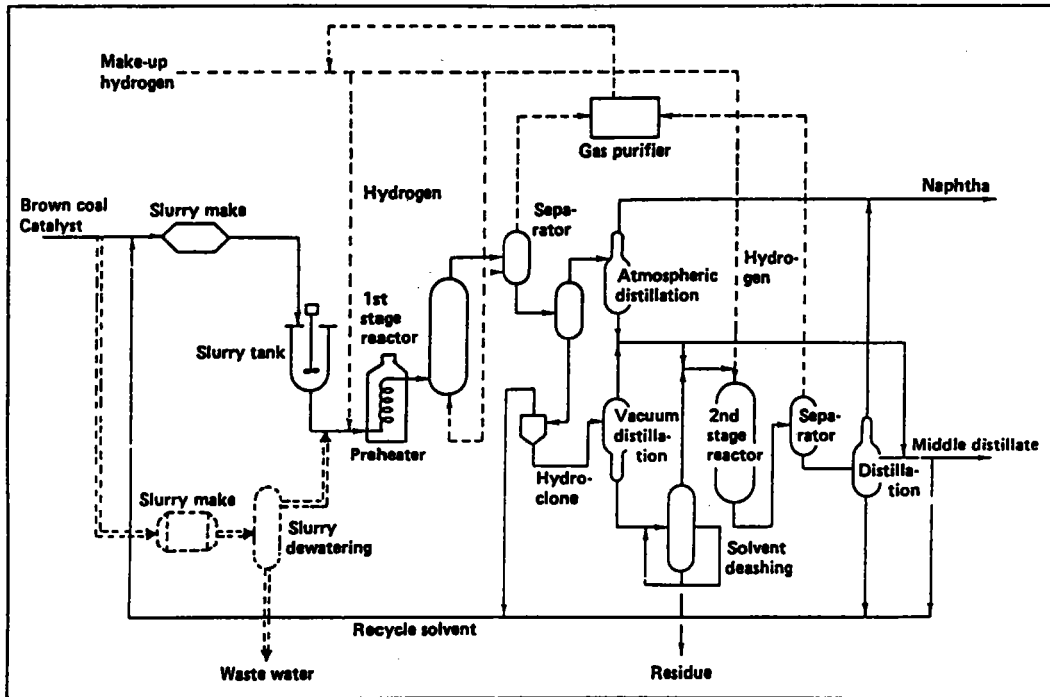 Make-up
hydrogen
Gas purifier
Naphtha
Hydrogen
Brown coal
Catalyst
Slurry make
Sepa-
rator
Hydro-
gen
Atmospheric
distillation
1st
stage
reactor
Slurry tank
Vacuum
distilla-
tion
2nd
stage
reactor
Sepa-
rator
Middle distillate
Preheater
Hydro-
clone
Distilla-
tion
Slurry make
Slurry
dewatering
Solvent
deashing
Recycle solvent
Waste water
Residue